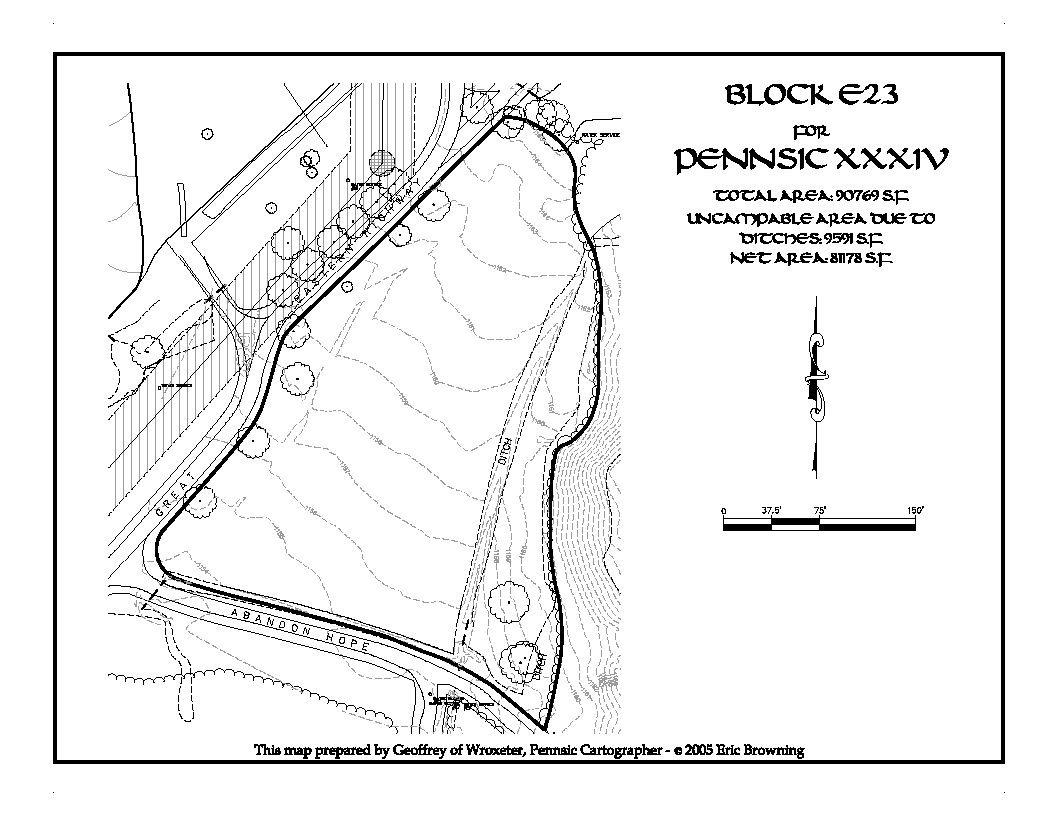 BLOCK E23
FOR
PENNSIC XXXIV
TOTAL AREA: 90769 S.F.
UNCAMPABLE AREA DUE TO
DITCHES: 9591 S.F.
NET AREA: 81178 S.F.
0 37.5' 75' 150'
WATER SERVICE
EASTERN
GREAT
DITCH
DITCH
ABANDON HOPE
This map prepared by Geoffrey of Wroxeter, Pennsic Cartographer - © 2005 Eric Browning